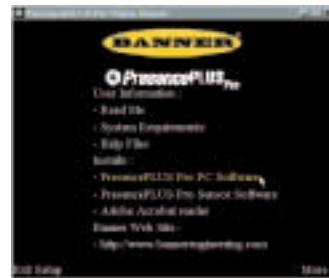 BANNER
PresencePLUS Pro
User Information:
- Read Me
- System Requirements
- Help Files
Install:
- PresencePLUS Pro PC Software
- PresencePLUS Pro Sensor Software
- Adobe Acrobat reader
Banner Web Site:
- http://www.bannerengineering.com
Exit Setup
More